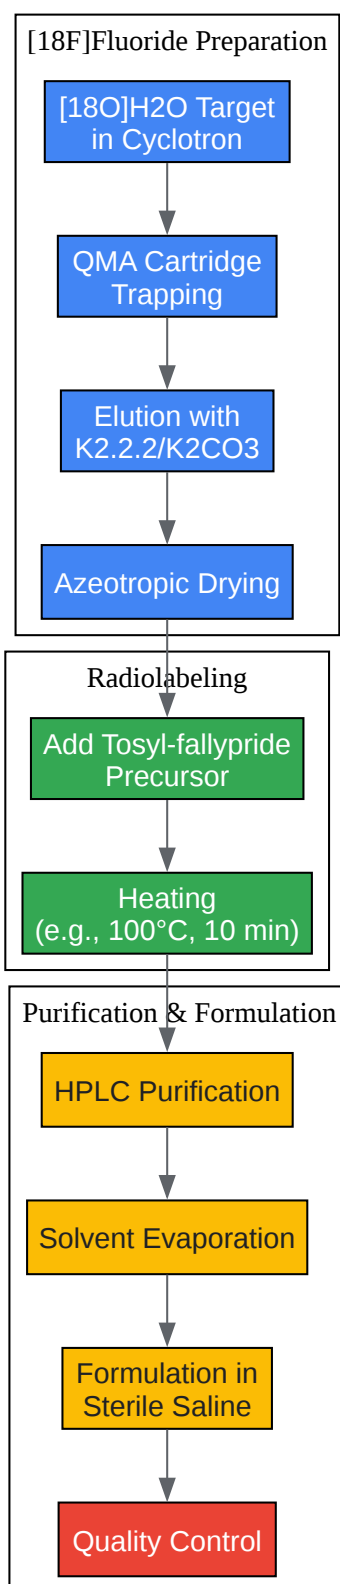 [18F]Fluoride Preparation
[18O]H2O Target
in Cyclotron
QMA Cartridge
Trapping
Elution with
K2.2.2/K2CO3
Azeotropic Drying
Radiolabeling
Add Tosyl-fallypride
Precursor
Heating
(e.g., 100°C, 10 min)
Purification & Formulation
HPLC Purification
Solvent Evaporation
Formulation in
Sterile Saline
Quality Control